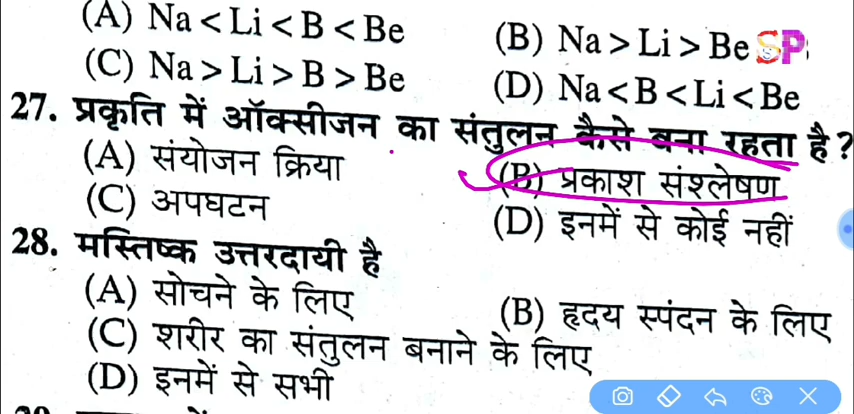 (A) Na < Li < B < Be
(B) Na > Li > Be SP
(C) Na > Li > B > Be
(D) Na < B < Li < Be
27. प्रकृति में ऑक्सीजन का संतुलन कैसे बना रहता है ?
(A) संयोजन क्रिया
(B) प्रकाश संश्लेषण
(C) अपघटन
(D) इनमें से कोई नहीं
28. मस्तिष्क उत्तरदायी है
(A) सोचने के लिए
(B) हृदय स्पंदन के लिए
(C) शरीर का संतुलन बनाने के लिए
(D) इनमें से सभी